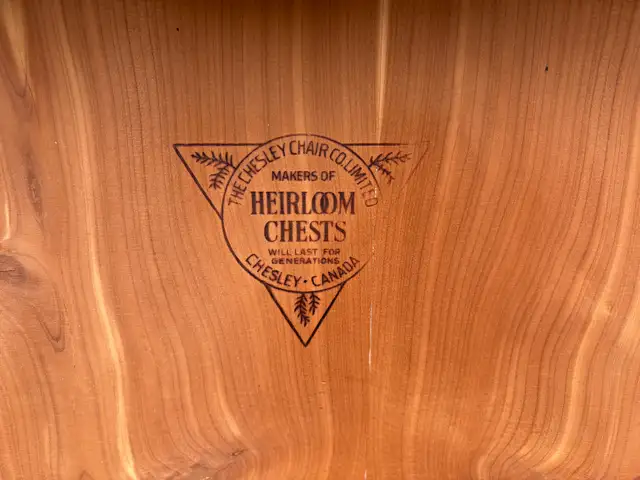 THE CHESLEY CHAIR CO. LIMITED
MAKERS OF
HEIRLOOM
CHESTS
WILL LAST FOR
GENERATIONS
CHESLEY • CANADA